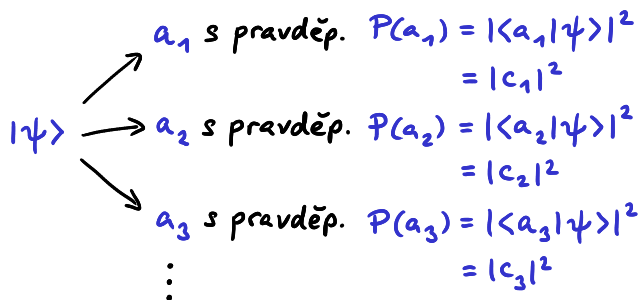 a₁ s pravděp. P(a₁) = |<a₁|ψ>|²
= |c₁|²
|ψ> a₂ s pravděp. P(a₂) = |<a₂|ψ>|²
= |c₂|²
a₃ s pravděp. P(a₃) = |<a₃|ψ>|²
= |c₃|²
⋮